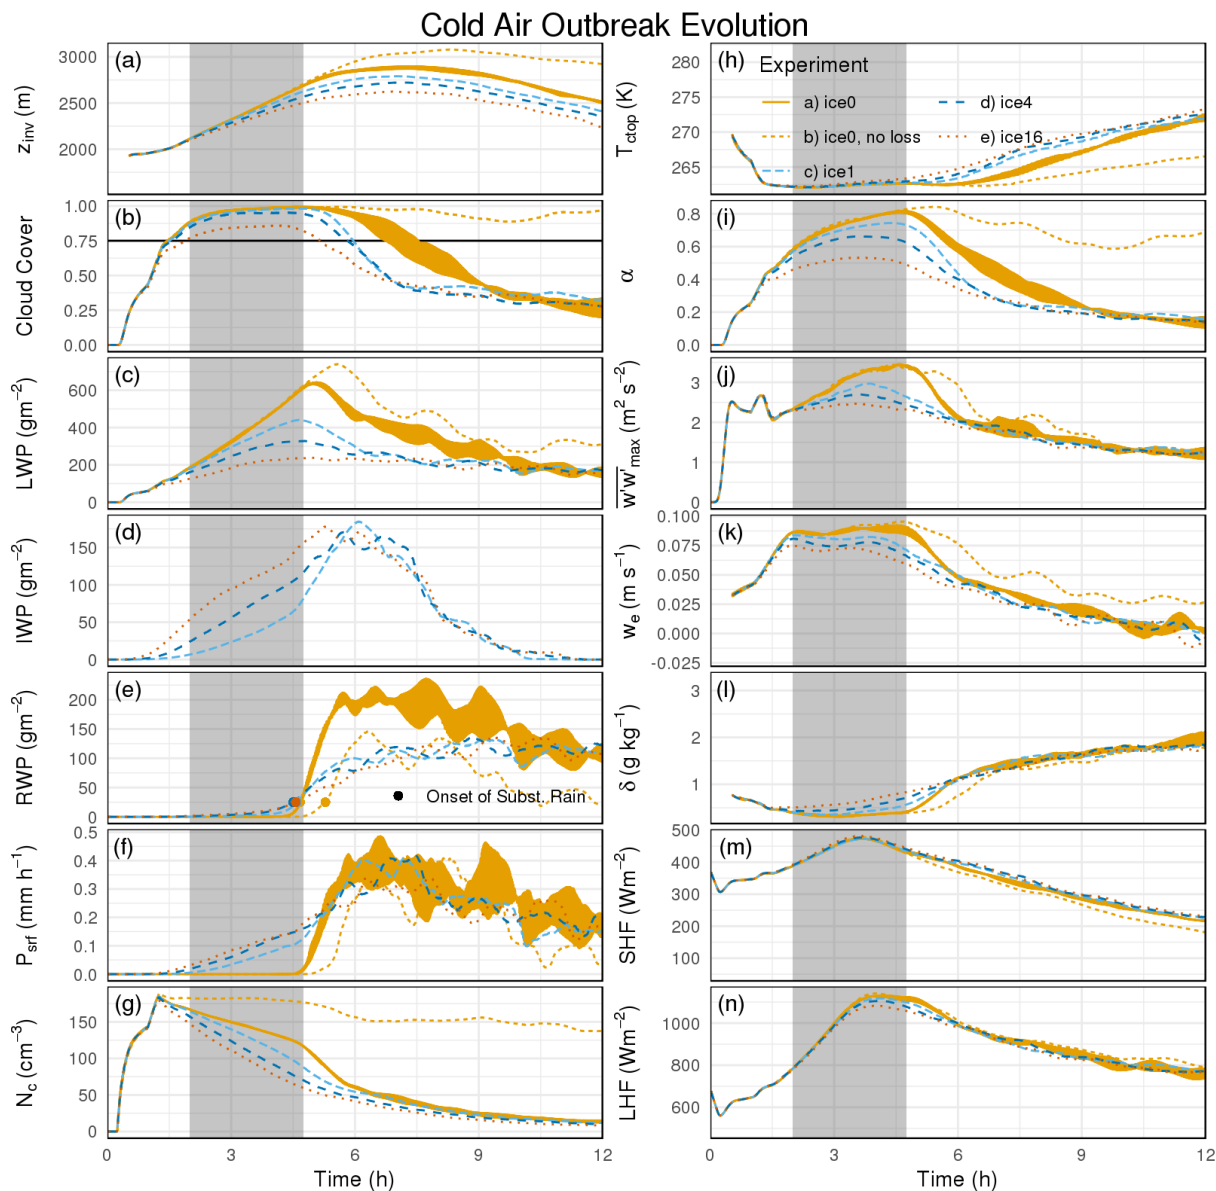 Cold Air Outbreak Evolution
(a)
z_inv (m)
3000
2500
2000
(b)
Cloud Cover
1.00
0.75
0.50
0.25
0.00
(c)
LWP (gm⁻²)
600
400
200
0
(d)
IWP (gm⁻²)
150
100
50
0
(e)
RWP (gm⁻²)
200
150
100
50
0
Onset of Subst. Rain
(f)
P_srf (mm h⁻¹)
0.5
0.4
0.3
0.2
0.1
0.0
(g)
N_c (cm⁻³)
150
100
50
0
0 3 6 9 12
Time (h)
(h)
T_ctop (K)
280
275
270
265
Experiment
a) ice0
b) ice0, no loss
c) ice1
d) ice4
e) ice16
(i)
α
0.8
0.6
0.4
0.2
0.0
(j)
w'w'_max (m² s⁻²)
3
2
1
0
(k)
w_e (m s⁻¹)
0.100
0.075
0.050
0.025
0.000
-0.025
(l)
δ (g kg⁻¹)
3
2
1
(m)
SHF (Wm⁻²)
500
400
300
200
100
(n)
LHF (Wm⁻²)
1000
800
600
0 3 6 9 12
Time (h)